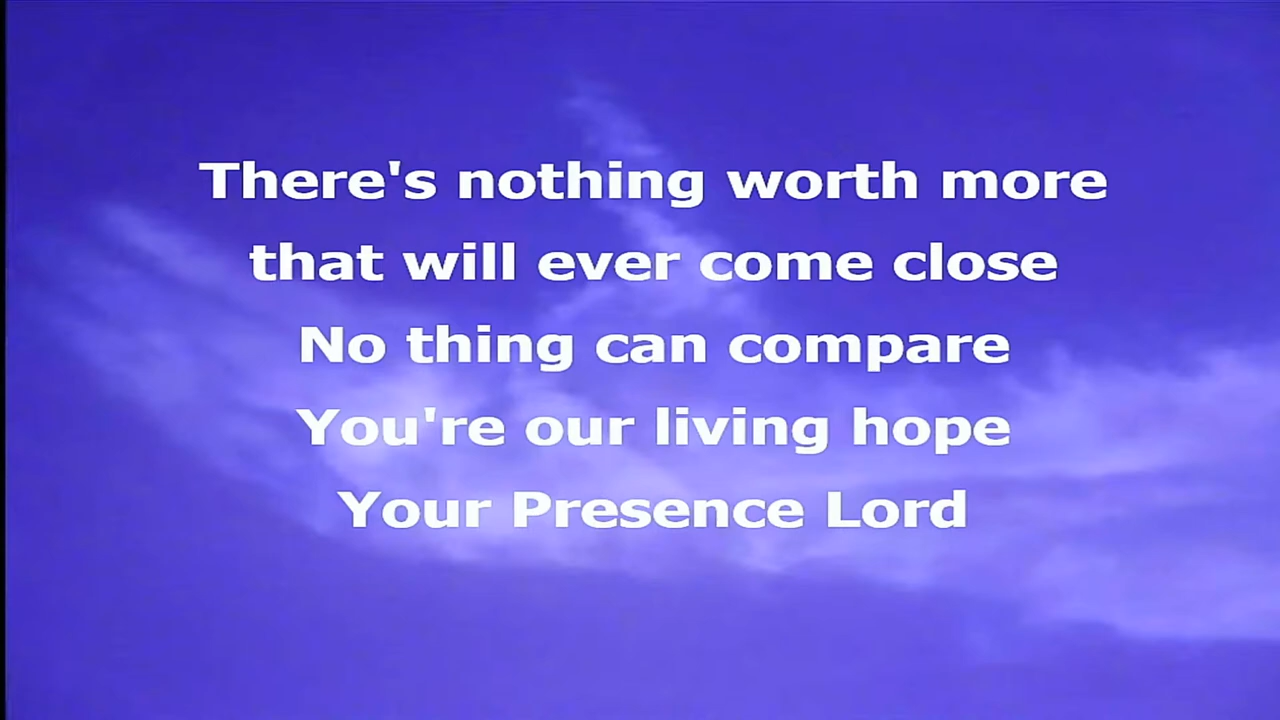 There's nothing worth more
that will ever come close
No thing can compare
You're our living hope
Your Presence Lord